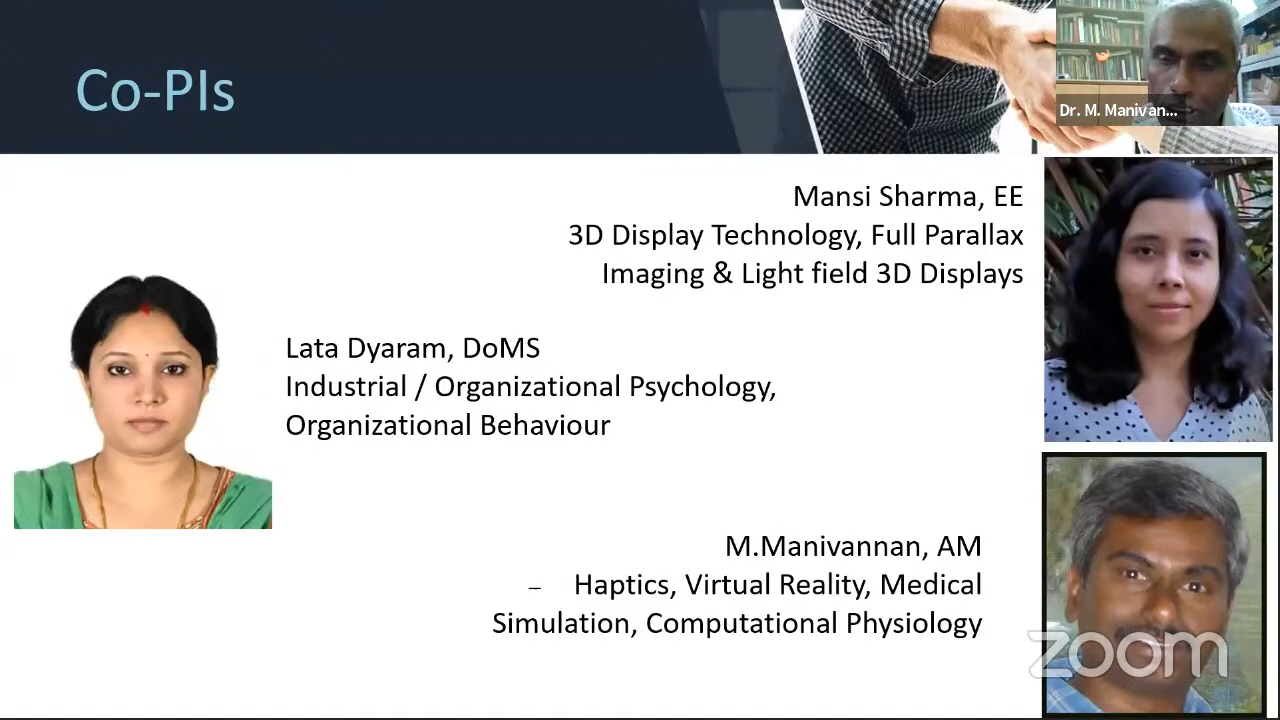 Co-PIs
Dr. M. Manivan...
Mansi Sharma, EE
3D Display Technology, Full Parallax
Imaging & Light field 3D Displays
Lata Dyaram, DoMS
Industrial / Organizational Psychology,
Organizational Behaviour
M.Manivannan, AM
– Haptics, Virtual Reality, Medical
Simulation, Computational Physiology
zoom